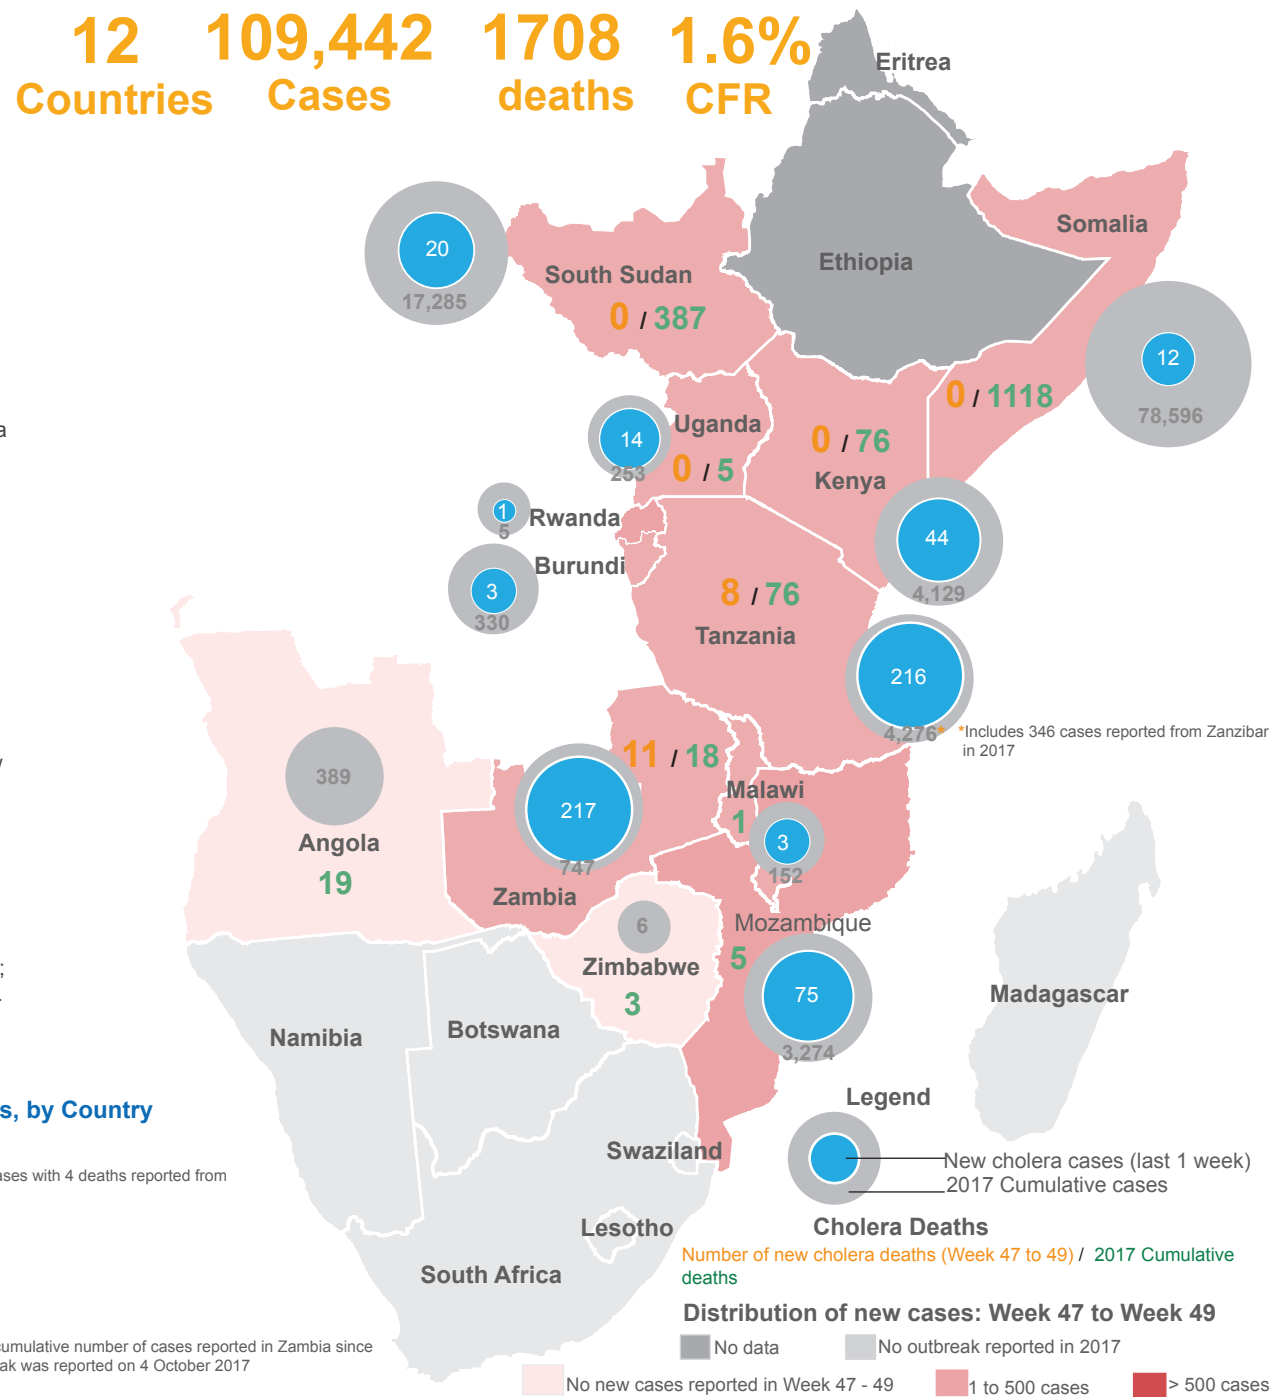 12 109,442 1708 1.6%
Countries Cases deaths CFR
Eritrea
Somalia
Ethiopia
20
17,285
South Sudan
0 / 387
12
78,596
0 / 1118
14
253
Uganda
0 / 5
0 / 76
Kenya
a
1
5
Rwanda
44
4,129
3
330
Burundi
8 / 76
Tanzania
216
4,276*
*Includes 346 cases reported from Zanzibar
in 2017
11 / 18
389
Angola
19
217
747
Zambia
Malawi
1
3
152
6
Zimbabwe
3
Mozambique
5
75
3,274
Madagascar
;
Namibia
Botswana
s, by Country
ases with 4 deaths reported from
Swaziland
Lesotho
South Africa
Legend
New cholera cases (last 1 week)
2017 Cumulative cases
Cholera Deaths
Number of new cholera deaths (Week 47 to 49) / 2017 Cumulative
deaths
Distribution of new cases: Week 47 to Week 49
No data
No outbreak reported in 2017
No new cases reported in Week 47 - 49
1 to 500 cases
> 500 cases
cumulative number of cases reported in Zambia since
ak was reported on 4 October 2017